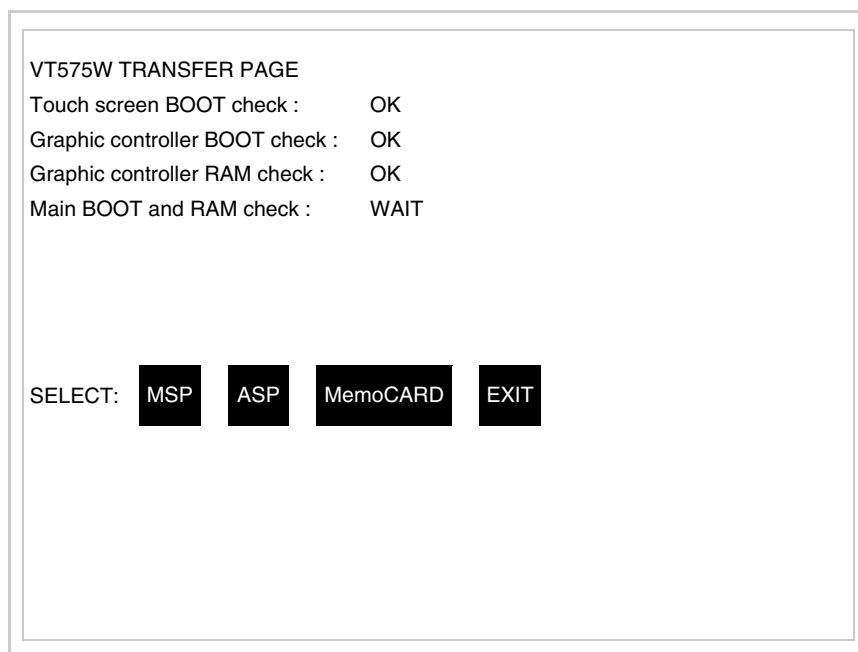 VT575W TRANSFER PAGE
Touch screen BOOT check : OK
Graphic controller BOOT check : OK
Graphic controller RAM check : OK
Main BOOT and RAM check : WAIT
SELECT: MSP ASP MemoCARD EXIT